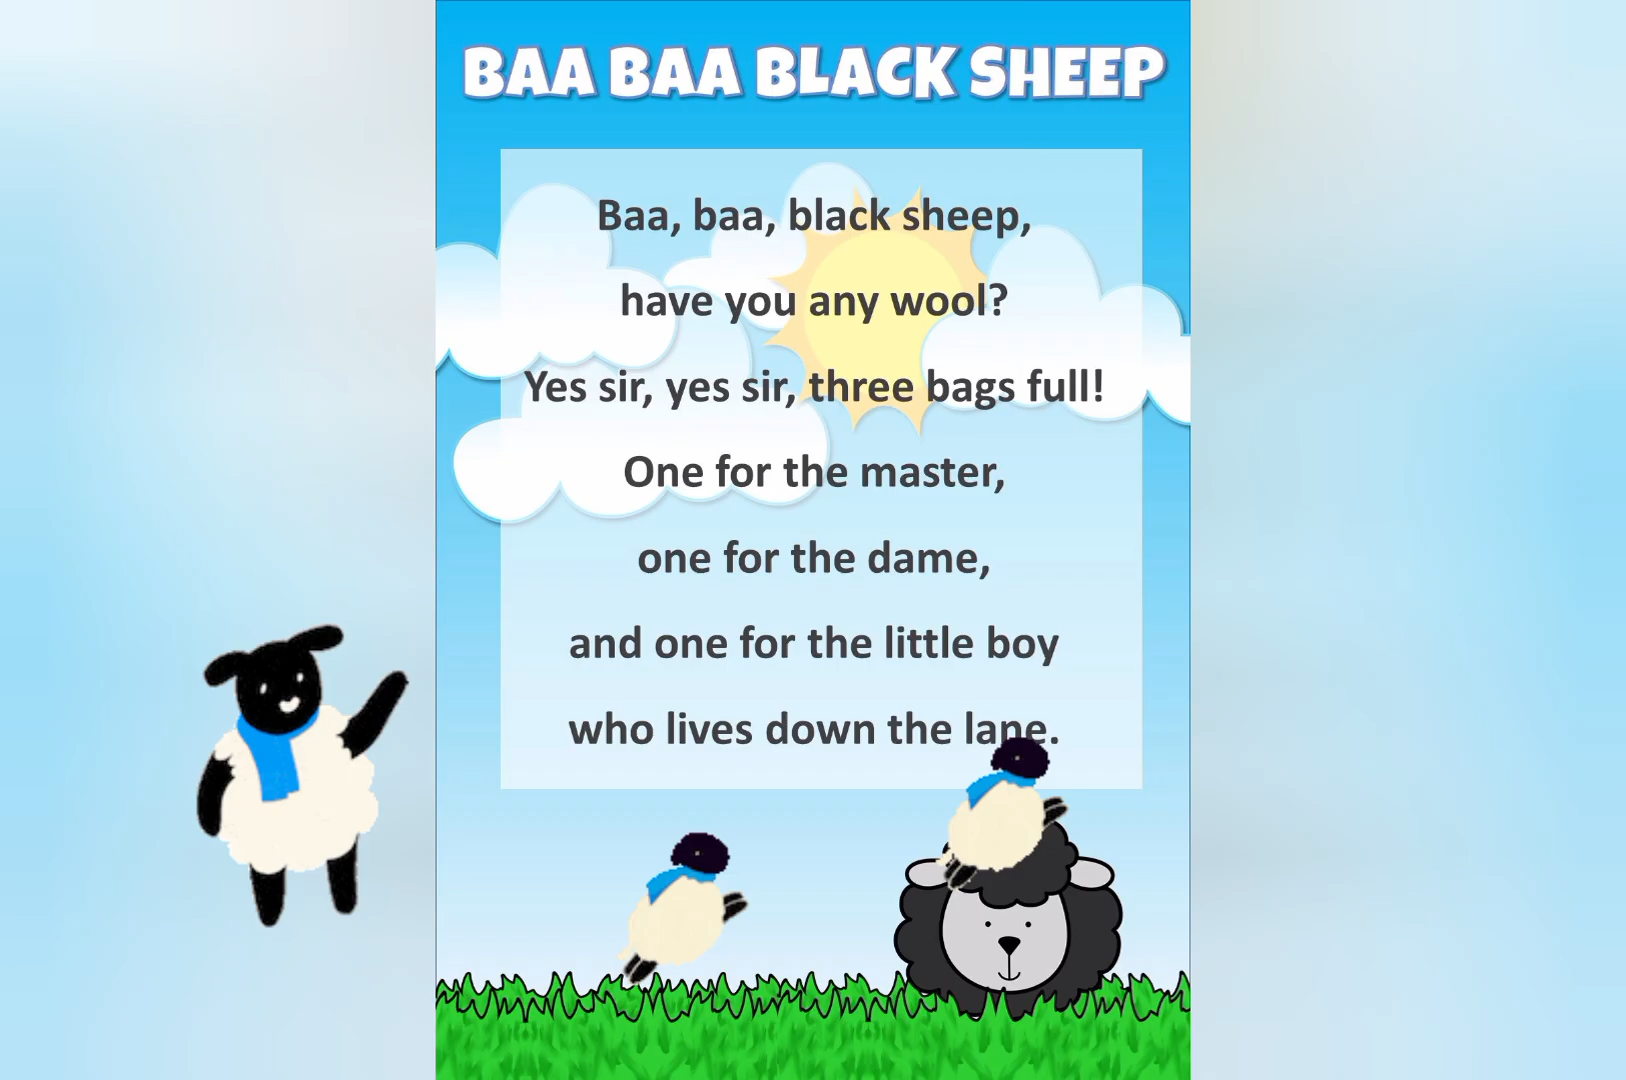 BAA BAA BLACK SHEEP
Baa, baa, black sheep,
have you any wool?
Yes sir, yes sir, three bags full!
One for the master,
one for the dame,
and one for the little boy
who lives down the lane.